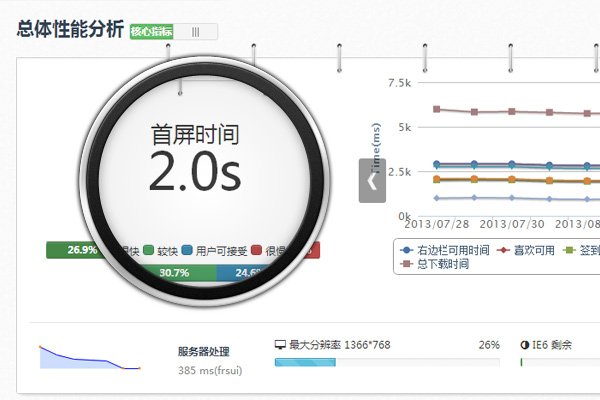 总体性能分析 核心指标
首屏时间
2.0s
26.9% 快 较快 用户可接受 很慢
30.7% 24.6%
7.5k
5k
2.5k
0k
Time(ms)
2013/07/28 2013/07/30 2013/08
右边栏可用时间 喜欢可用 签到
总下载时间
服务器处理
385 ms(frsui)
最大分辨率 1366*768 26%
IE6 剩余